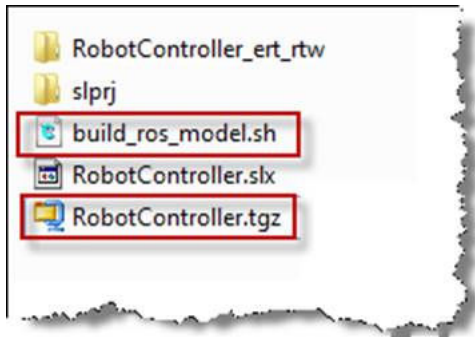 RobotController_ert_rtw
slprj
build_ros_model.sh
RobotController.slx
RobotController.tgz